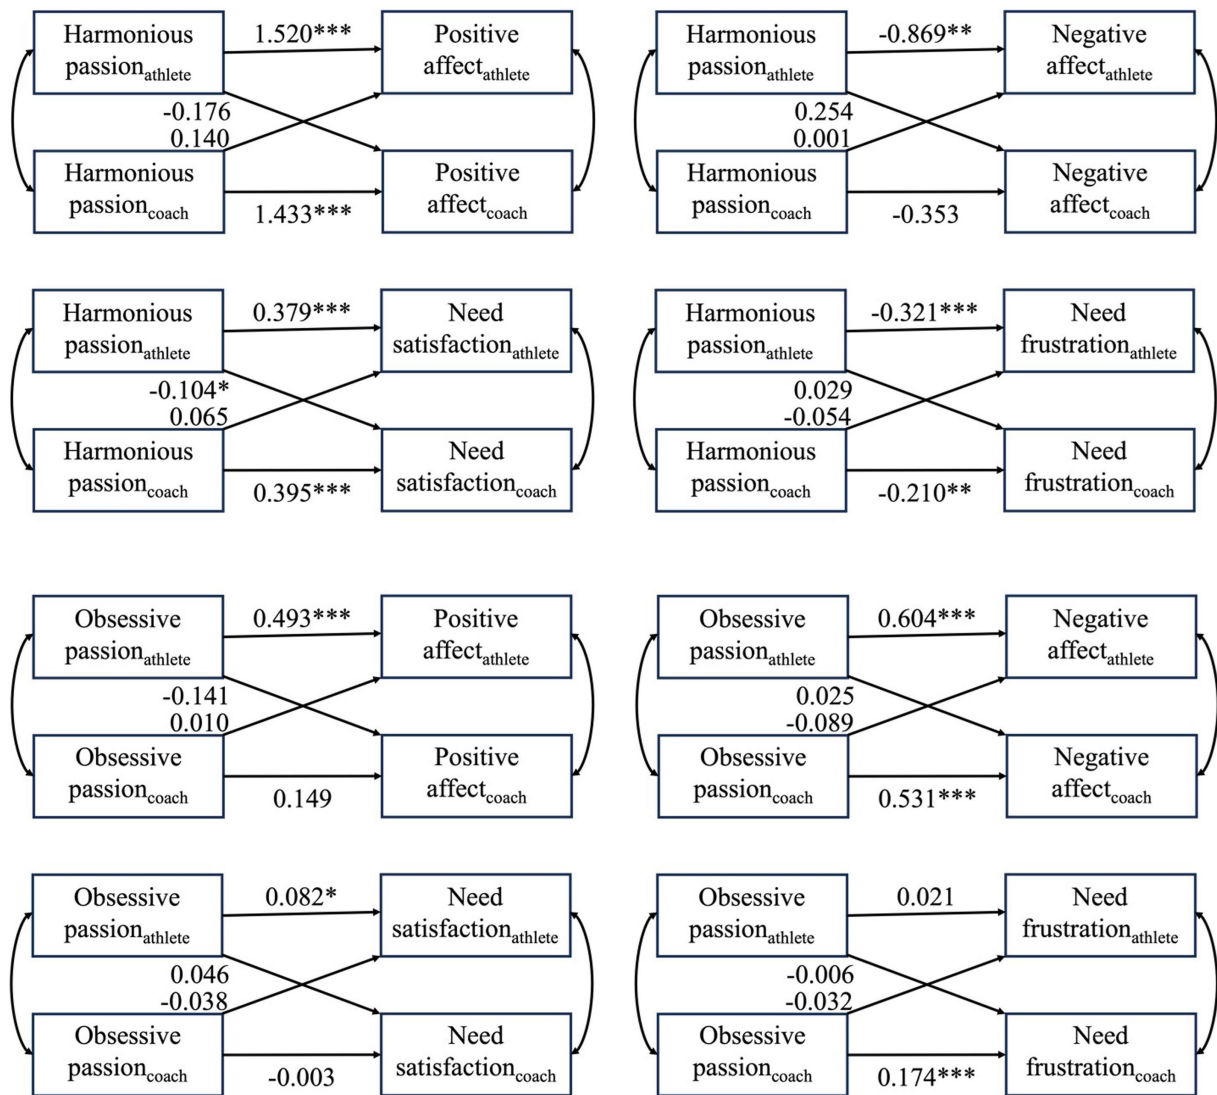 Harmonious
passionathlete
1.520***
Positive
affectathlete
-0.176
0.140
Harmonious
passioncoach
1.433***
Positive
affectcoach
Harmonious
passionathlete
-0.869**
Negative
affectathlete
0.254
0.001
Harmonious
passioncoach
-0.353
Negative
affectcoach
Harmonious
passionathlete
0.379***
Need
satisfactionathlete
-0.104*
0.065
Harmonious
passioncoach
0.395***
Need
satisfactioncoach
Harmonious
passionathlete
-0.321***
Need
frustrationathlete
0.029
-0.054
Harmonious
passioncoach
-0.210**
Need
frustrationcoach
Obsessive
passionathlete
0.493***
Positive
affectathlete
-0.141
0.010
Obsessive
passioncoach
0.149
Positive
affectcoach
Obsessive
passionathlete
0.604***
Negative
affectathlete
0.025
-0.089
Obsessive
passioncoach
0.531***
Negative
affectcoach
Obsessive
passionathlete
0.082*
Need
satisfactionathlete
0.046
-0.038
Obsessive
passioncoach
-0.003
Need
satisfactioncoach
Obsessive
passionathlete
0.021
Need
frustrationathlete
-0.006
-0.032
Obsessive
passioncoach
0.174***
Need
frustrationcoach